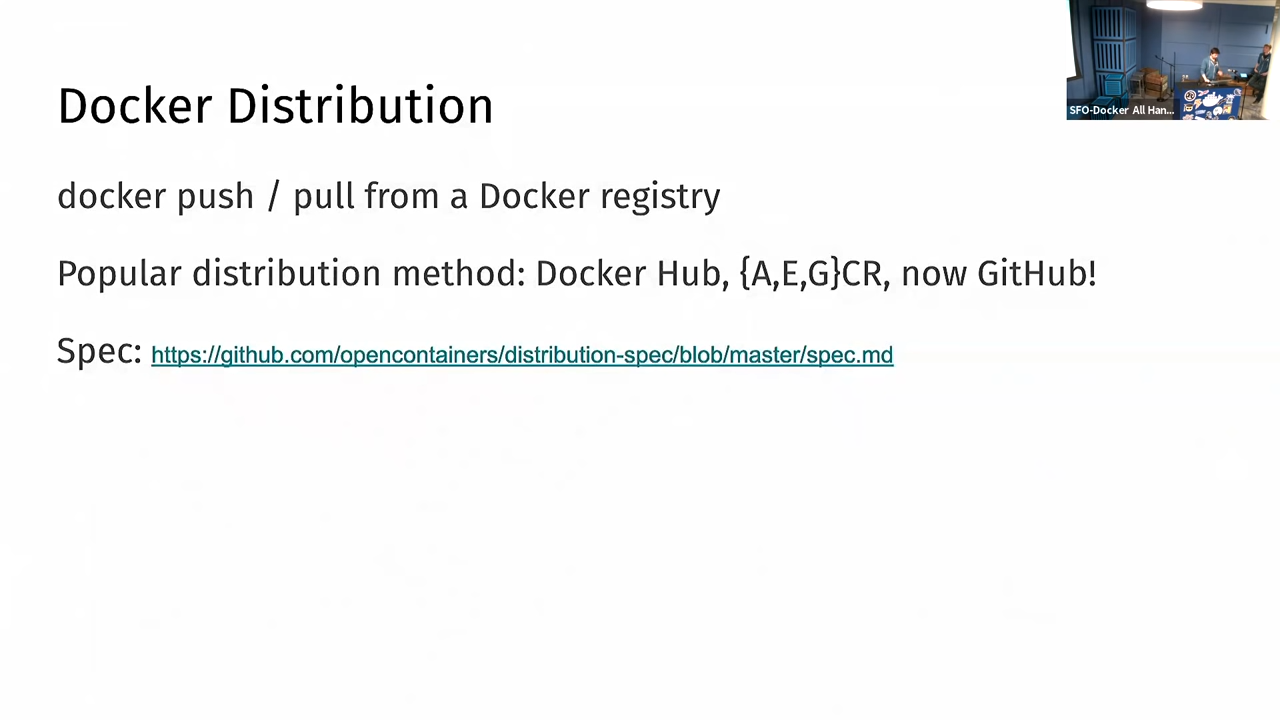 Docker Distribution
docker push / pull from a Docker registry
Popular distribution method: Docker Hub, {A,E,G}CR, now GitHub!
Spec: https://github.com/opencontainers/distribution-spec/blob/master/spec.md
SFO-Docker All Han...